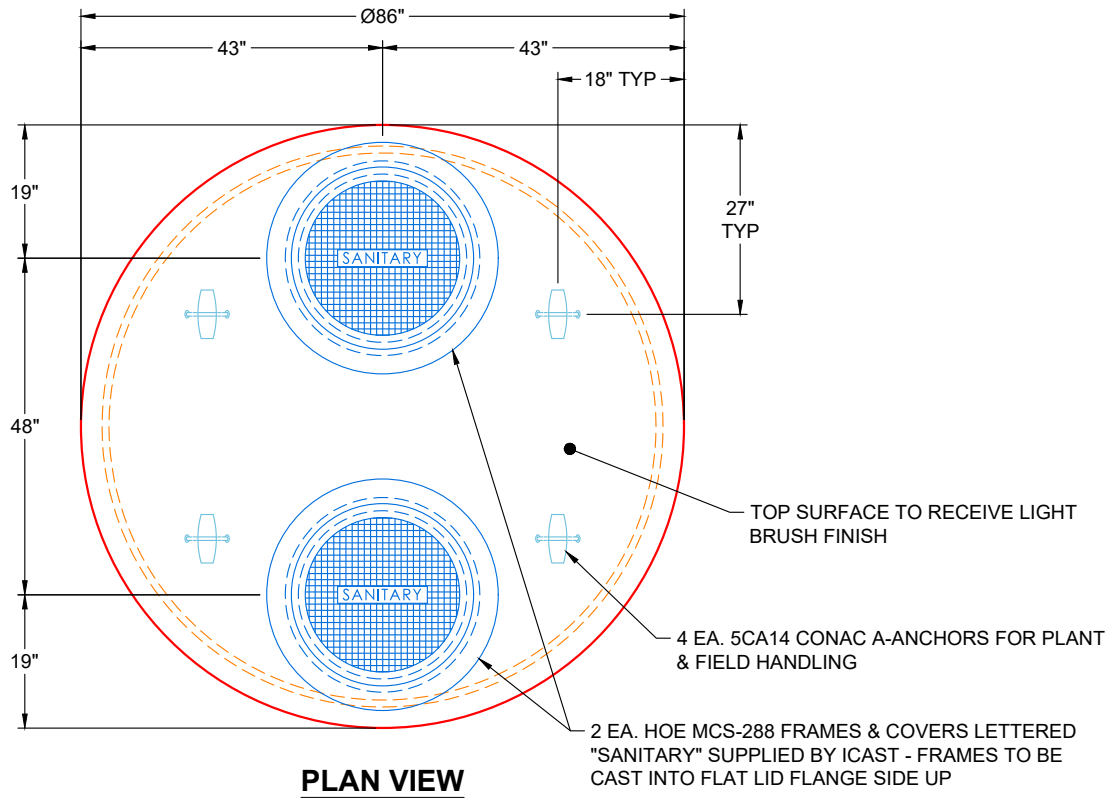 Ø86"
43"
43"
18" TYP
19"
27"
TYP
SANITARY
48"
TOP SURFACE TO RECEIVE LIGHT
BRUSH FINISH
SANITARY
19"
4 EA. 5CA14 CONAC A-ANCHORS FOR PLANT
& FIELD HANDLING
2 EA. HOE MCS-288 FRAMES & COVERS LETTERED
"SANITARY" SUPPLIED BY ICAST - FRAMES TO BE
CAST INTO FLAT LID FLANGE SIDE UP
PLAN VIEW